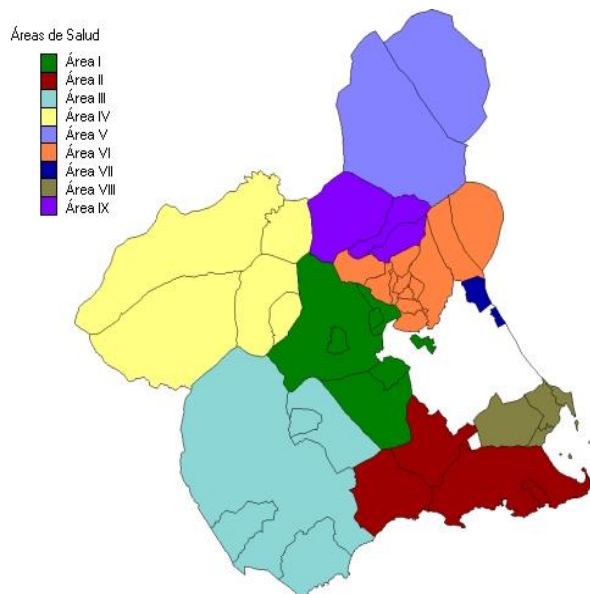 Áreas de Salud
Área I
Área II
Área III
Área IV
Área V
Área VI
Área VII
Área VIII
Área IX